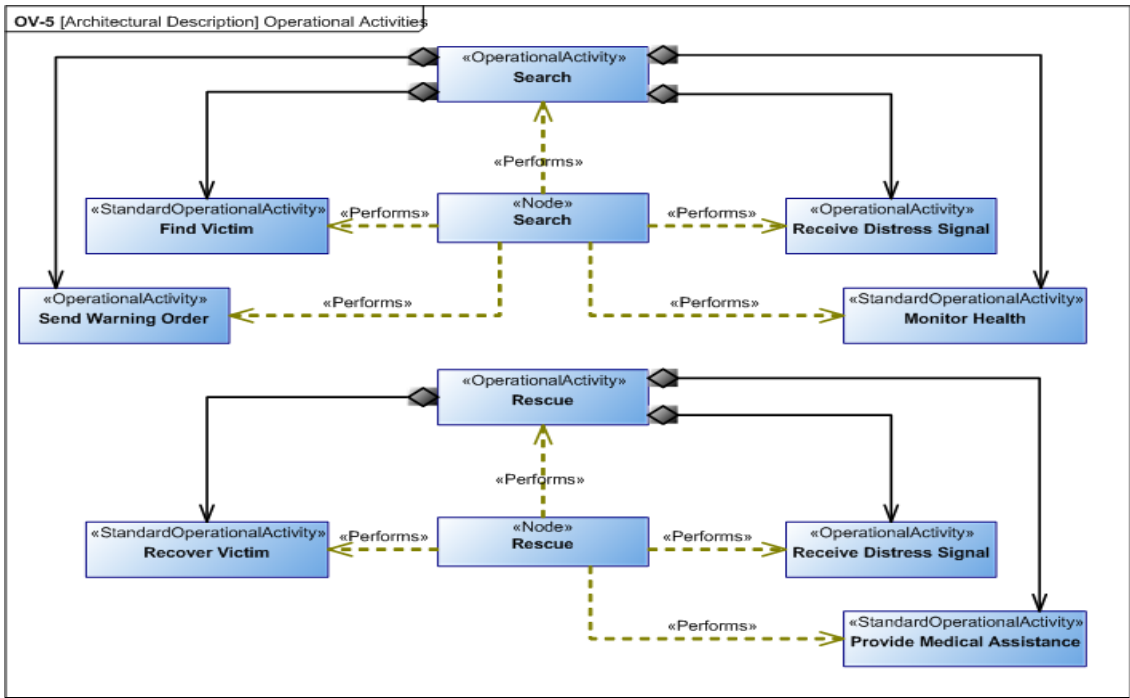 OV-5 [Architectural Description] Operational Activities
«OperationalActivity»
Search
«Performs»
«StandardOperationalActivity»
Find Victim
«Performs»
«Node»
Search
«Performs»
«OperationalActivity»
Receive Distress Signal
«OperationalActivity»
Send Warning Order
«Performs»
«Performs»
«StandardOperationalActivity»
Monitor Health
«OperationalActivity»
Rescue
«Performs»
«StandardOperationalActivity»
Recover Victim
«Performs»
«Node»
Rescue
«Performs»
«OperationalActivity»
Receive Distress Signal
«Performs»
«StandardOperationalActivity»
Provide Medical Assistance